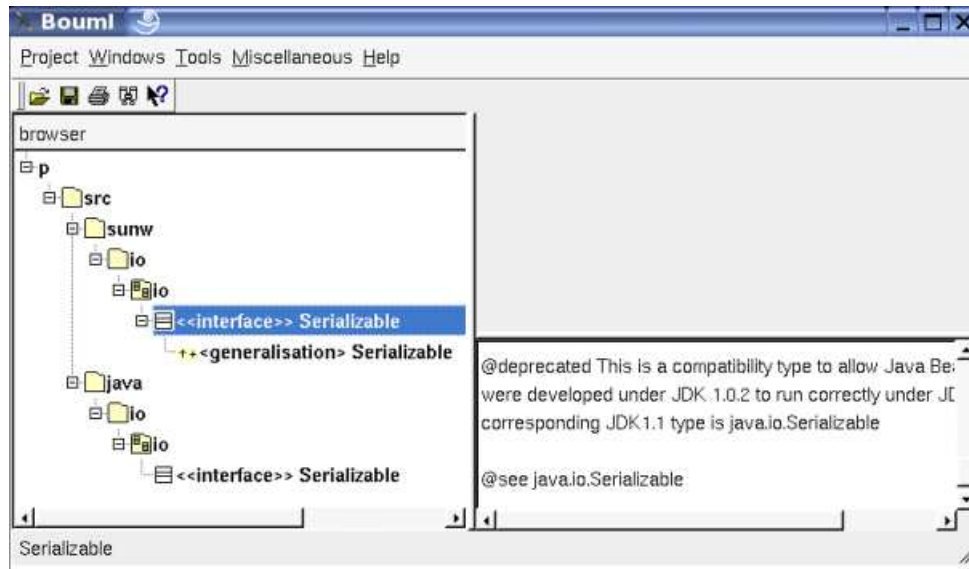 Bouml
Project Windows Tools Miscellaneous Help
browser
p
src
sunw
io
io
<<interface>> Serializable
<generalisation> Serializable
java
io
io
<<interface>> Serializable
@deprecated This is a compatibility type to allow Java
were developed under JDK 1.0.2 to run correctly under
corresponding JDK1.1 type is java.io.Serializable
@see java.io.Serializable
Serializable